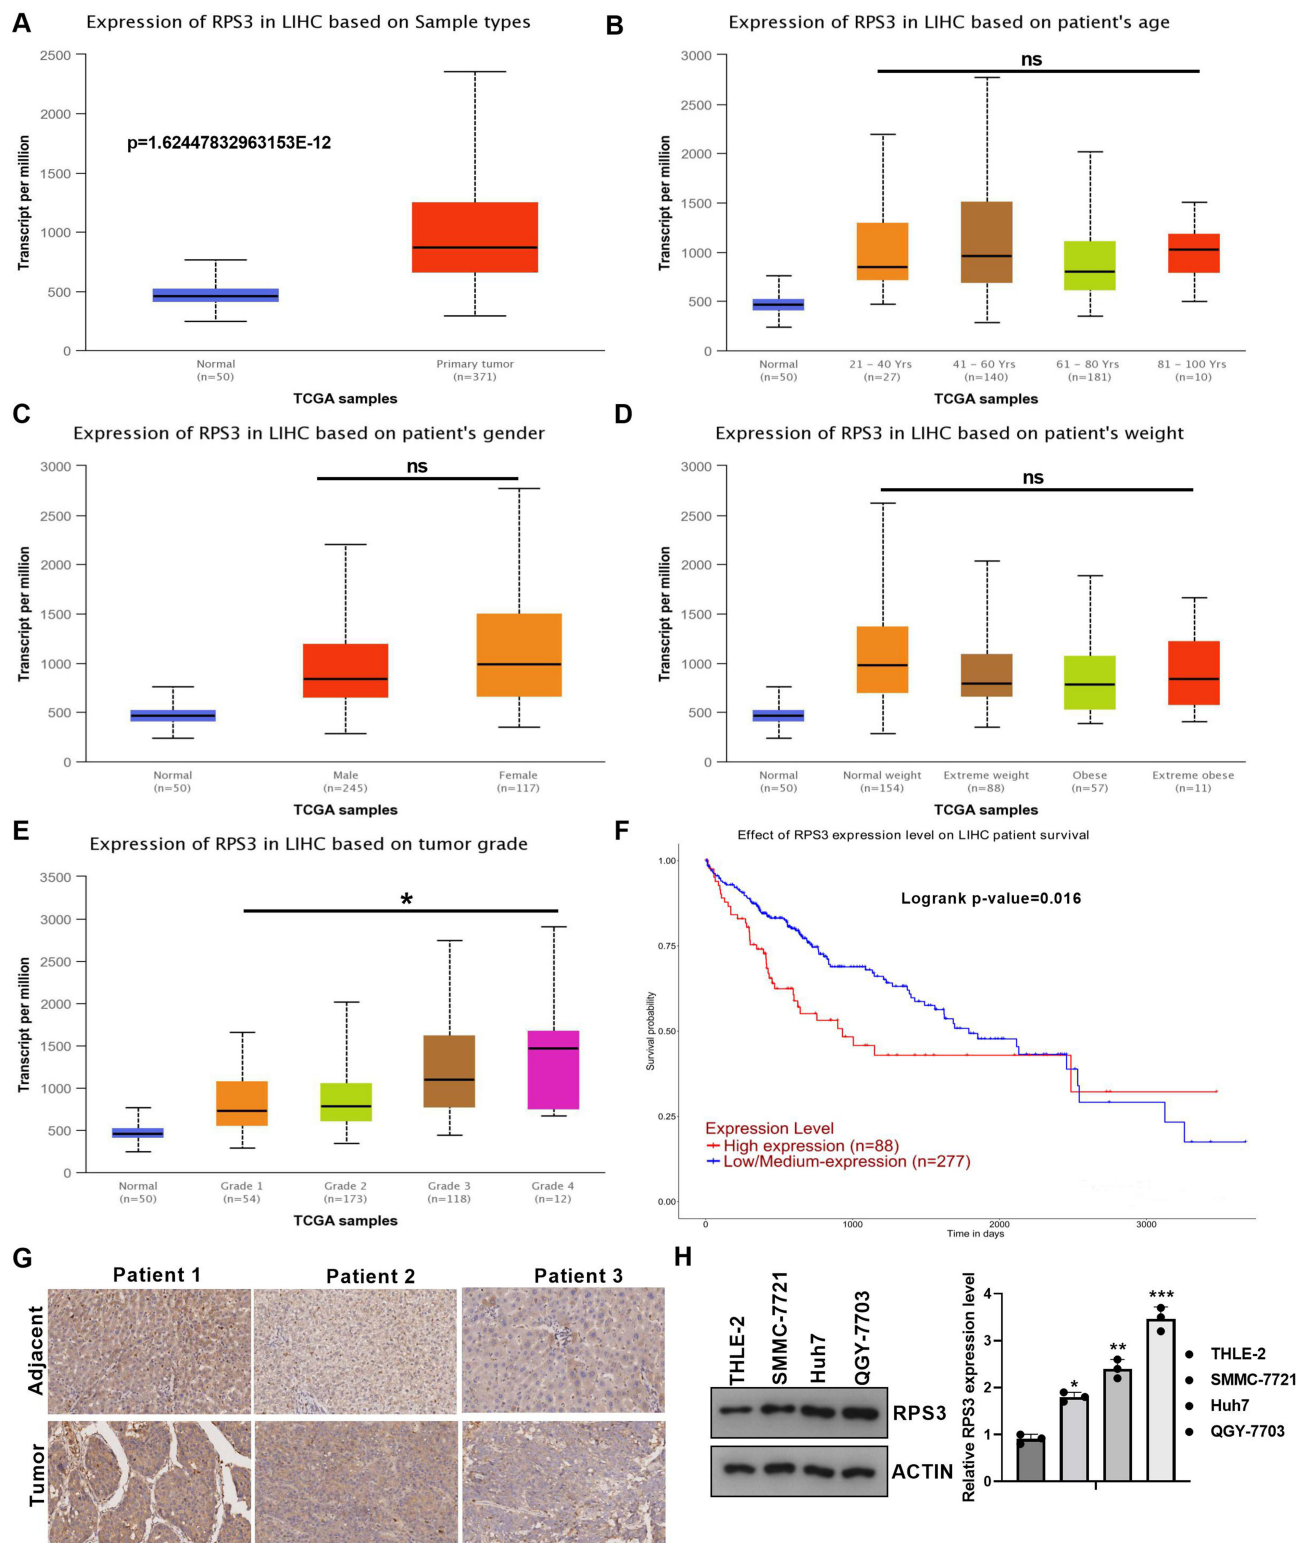 A
Expression of RPS3 in LIHC based on Sample types
2500
2000
1500
1000
500
0
Transcript per million
p=1.62447832963153E-12
Normal
(n=50)
Primary tumor
(n=371)
TCGA samples
B
Expression of RPS3 in LIHC based on patient's age
3000
2500
2000
1500
1000
500
0
Transcript per million
ns
Normal
(n=50)
21 – 40 Yrs
(n=27)
41 – 60 Yrs
(n=140)
61 – 80 Yrs
(n=181)
81 – 100 Yrs
(n=10)
TCGA samples
C
Expression of RPS3 in LIHC based on patient's gender
3000
2500
2000
1500
1000
500
0
Transcript per million
ns
Normal
(n=50)
Male
(n=245)
Female
(n=117)
TCGA samples
D
Expression of RPS3 in LIHC based on patient's weight
3000
2500
2000
1500
1000
500
0
Transcript per million
ns
Normal
(n=50)
Normal weight
(n=154)
Extreme weight
(n=88)
Obese
(n=57)
Extreme obese
(n=11)
TCGA samples
E
Expression of RPS3 in LIHC based on tumor grade
3500
3000
2500
2000
1500
1000
500
0
Transcript per million
*
Normal
(n=50)
Grade 1
(n=54)
Grade 2
(n=173)
Grade 3
(n=118)
Grade 4
(n=12)
TCGA samples
F
Effect of RPS3 expression level on LIHC patient survival
1.00
0.75
0.50
0.25
0.00
Survival probability
Logrank p-value=0.016
Expression Level
High expression (n=88)
Low/Medium-expression (n=277)
0
1000
2000
3000
Time in days
G
Patient 1
Patient 2
Patient 3
Adjacent
Tumor
H
THLE-2
SMMC-7721
Huh7
QGY-7703
RPS3
ACTIN
Relative RPS3 expression level
4
3
2
1
0
*
**
***
THLE-2
SMMC-7721
Huh7
QGY-7703